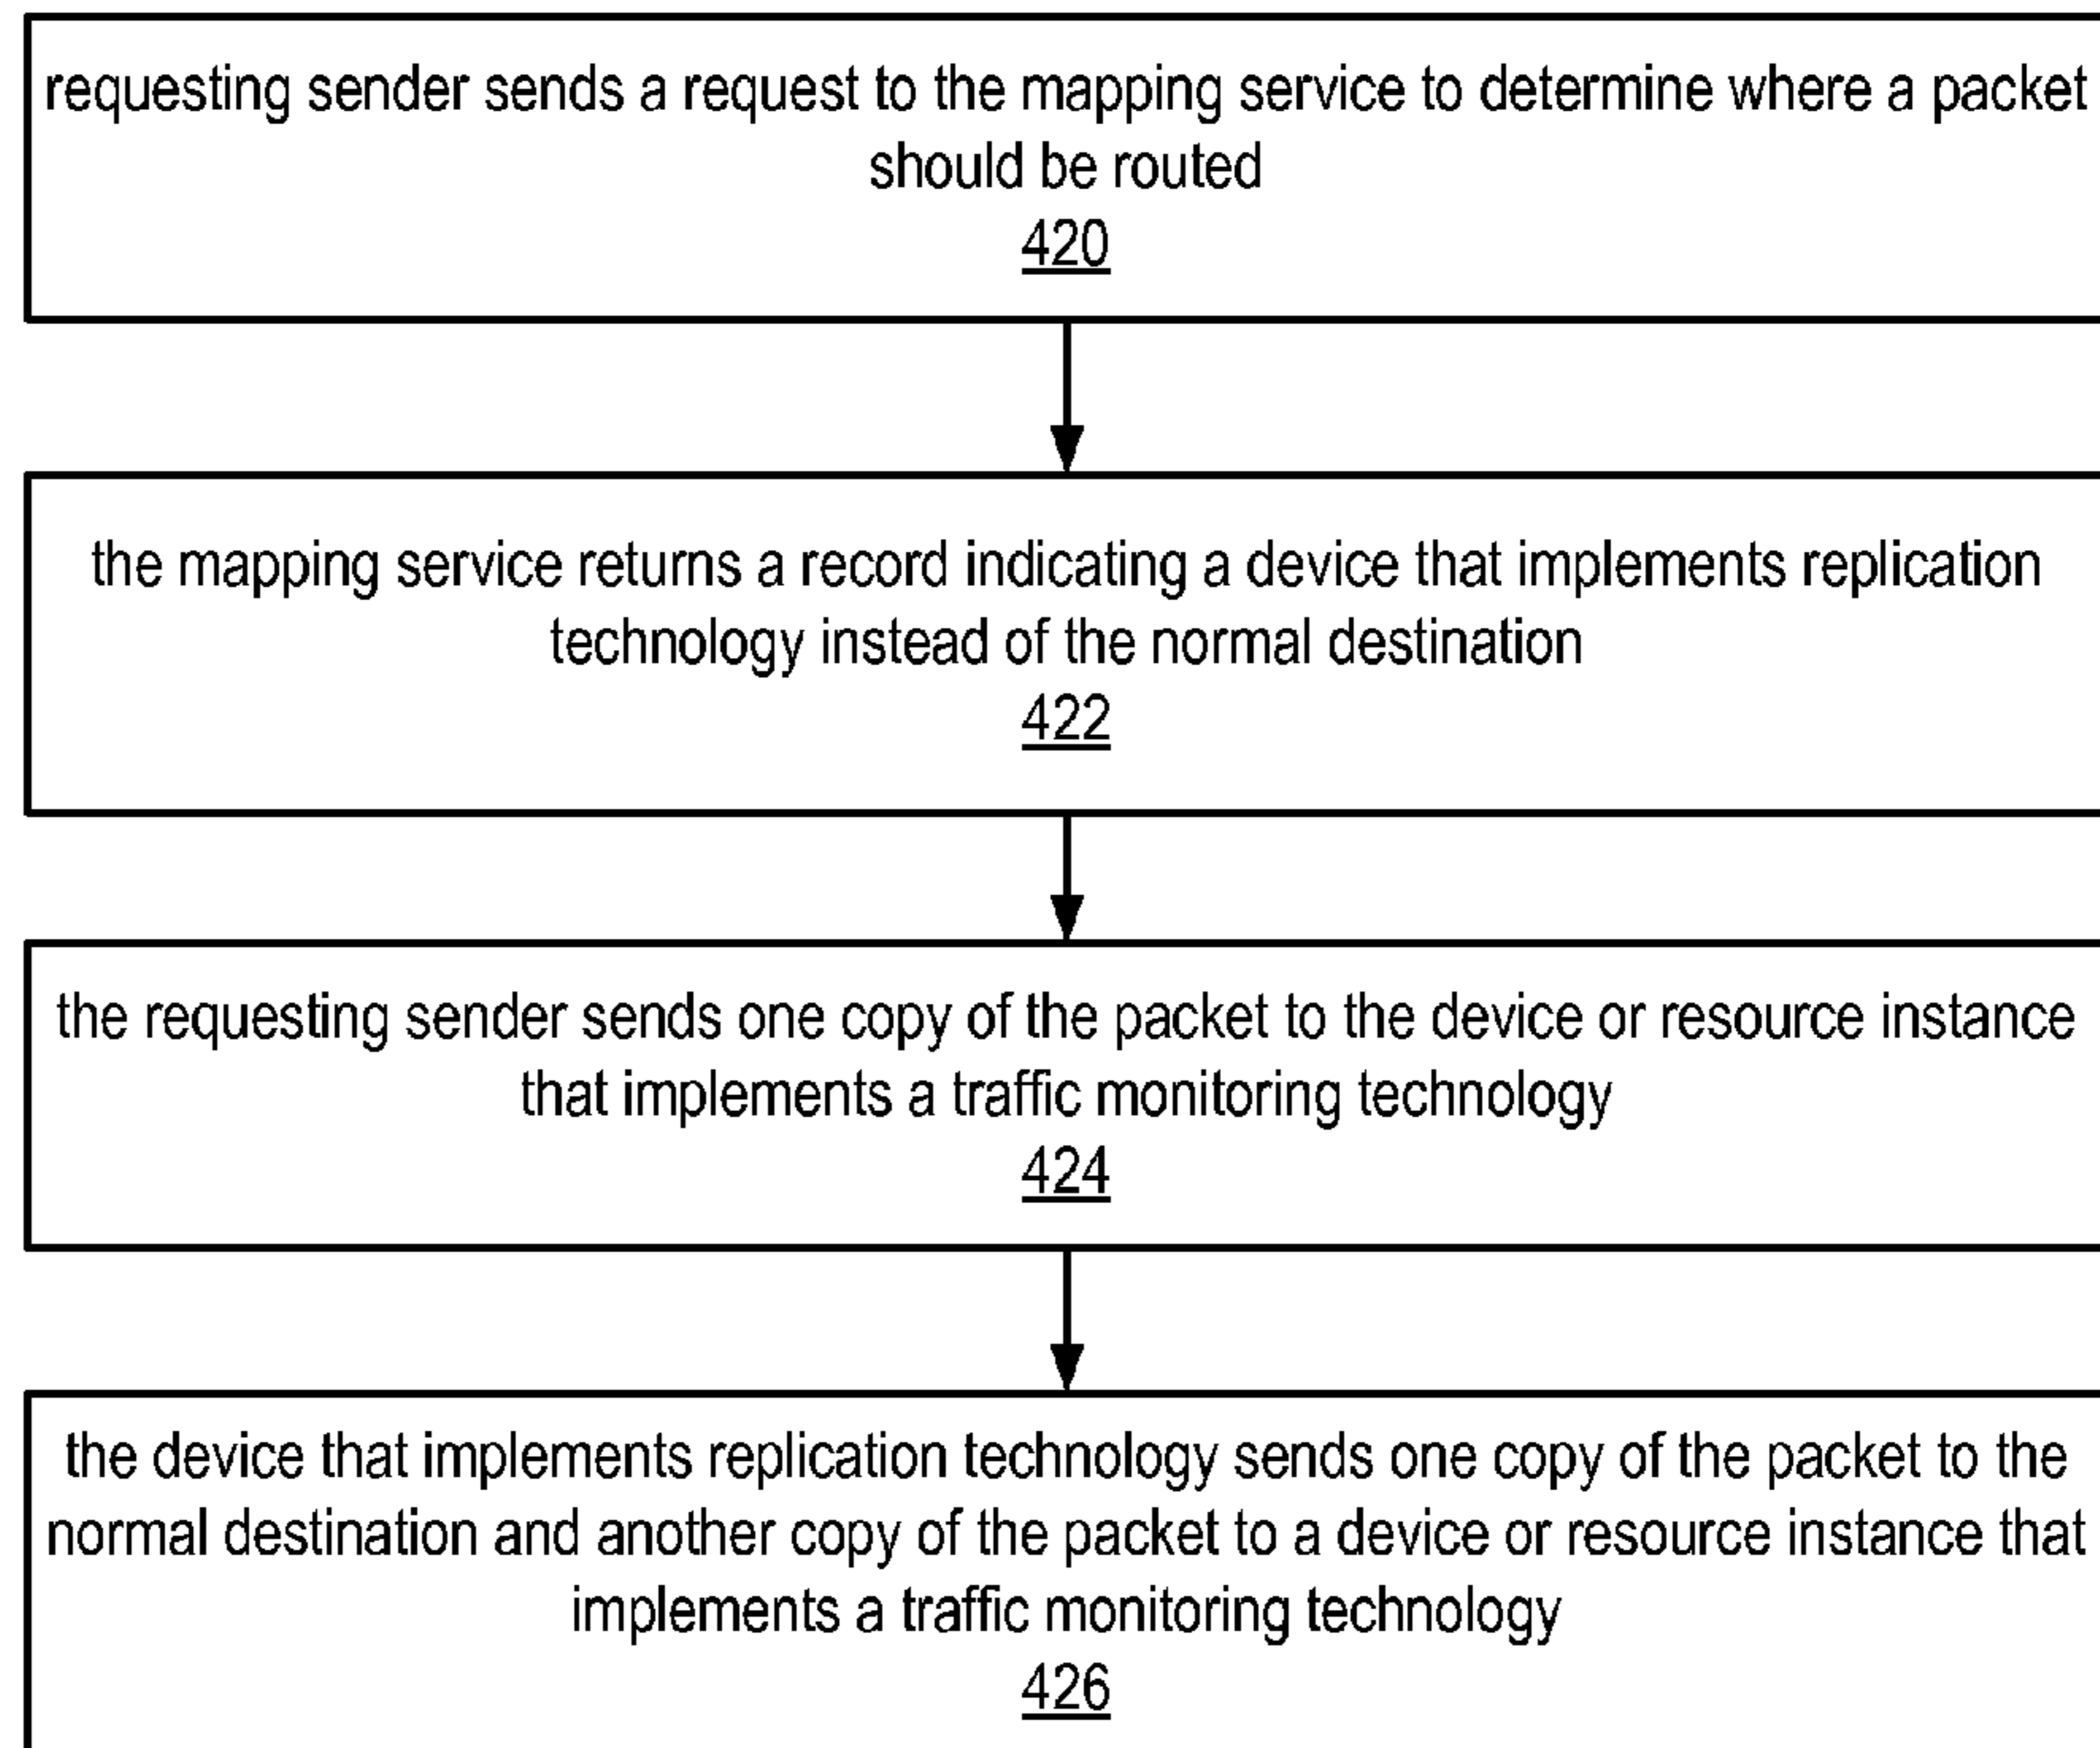 requesting sender sends a request to the mapping service to determine where a packet
should be routed
420
the mapping service returns a record indicating a device that implements replication
technology instead of the normal destination
422
the requesting sender sends one copy of the packet to the device or resource instance
that implements a traffic monitoring technology
424
the device that implements replication technology sends one copy of the packet to the
normal destination and another copy of the packet to a device or resource instance that
implements a traffic monitoring technology
426